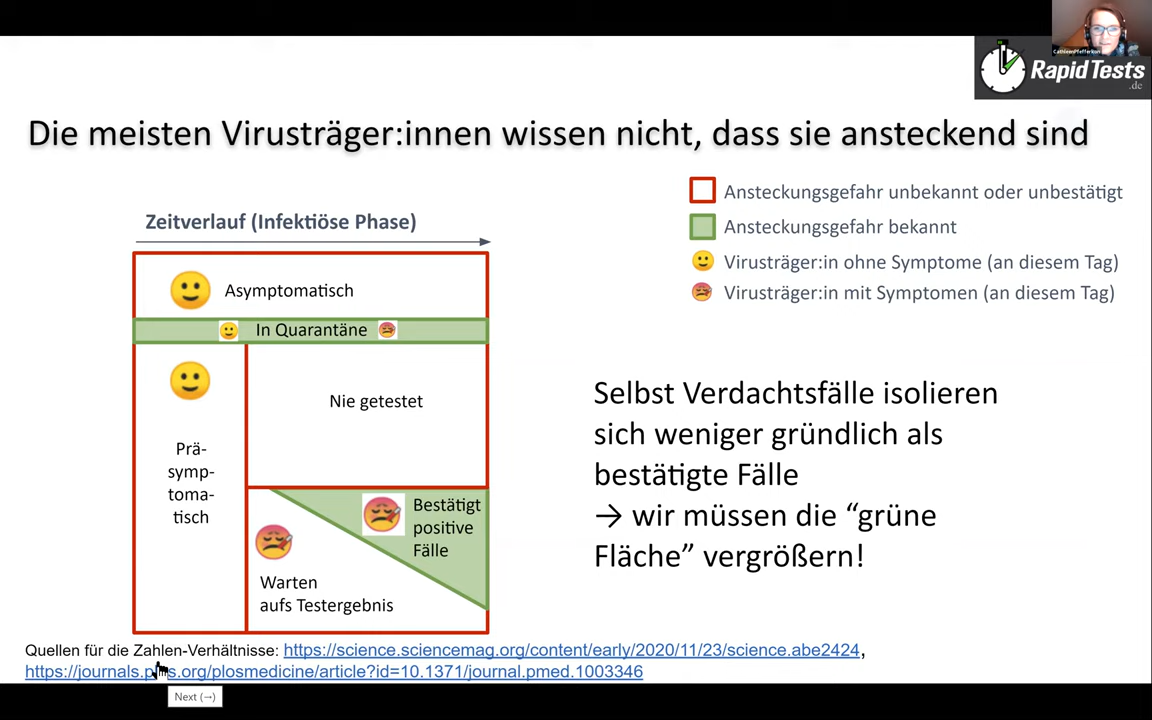 CathleenPfefferkorn
RapidTests
.de
Die meisten Virusträger:innen wissen nicht, dass sie ansteckend sind
Ansteckungsgefahr unbekannt oder unbestätigt
Ansteckungsgefahr bekannt
Virusträger:in ohne Symptome (an diesem Tag)
Virusträger:in mit Symptomen (an diesem Tag)
Zeitverlauf (Infektiöse Phase)
Asymptomatisch
In Quarantäne
Nie getestet
Prä-
symp-
toma-
tisch
Bestätigt
positive
Fälle
Warten
aufs Testergebnis
Selbst Verdachtsfälle isolieren
sich weniger gründlich als
bestätigte Fälle
→ wir müssen die “grüne
Fläche” vergrößern!
Quellen für die Zahlen-Verhältnisse: https://science.sciencemag.org/content/early/2020/11/23/science.abe2424,
https://journals.plos.org/plosmedicine/article?id=10.1371/journal.pmed.1003346
Next (→)